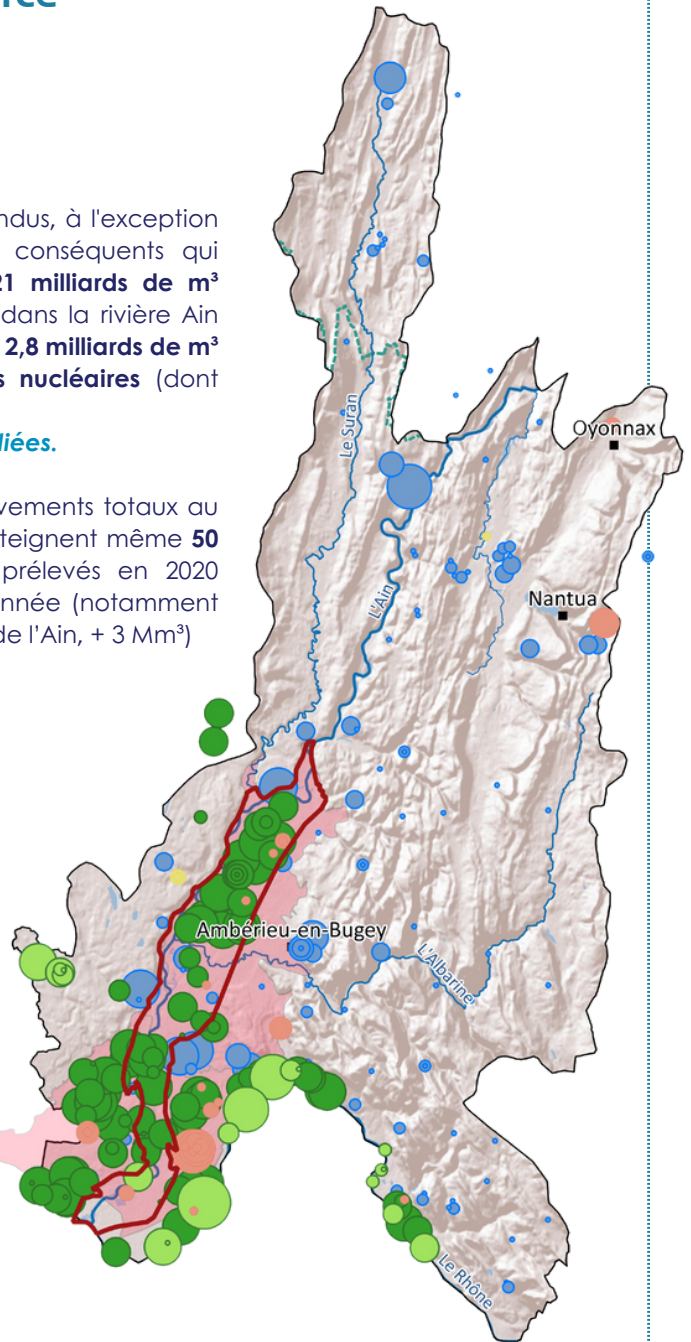 ndus, à l'exception
conséquents qui
21 milliards de m³
dans la rivière Ain
2,8 milliards de m³
s nucléaires (dont
liées.
vements totaux au
teignent même 50
prélevés en 2020
nnée (notamment
de l'Ain, + 3 Mm³)
Le Suran
Oyonnax
L'Ain
Nantua
Ambérieu-en-Bugey
L'Albarine
Le Rhône